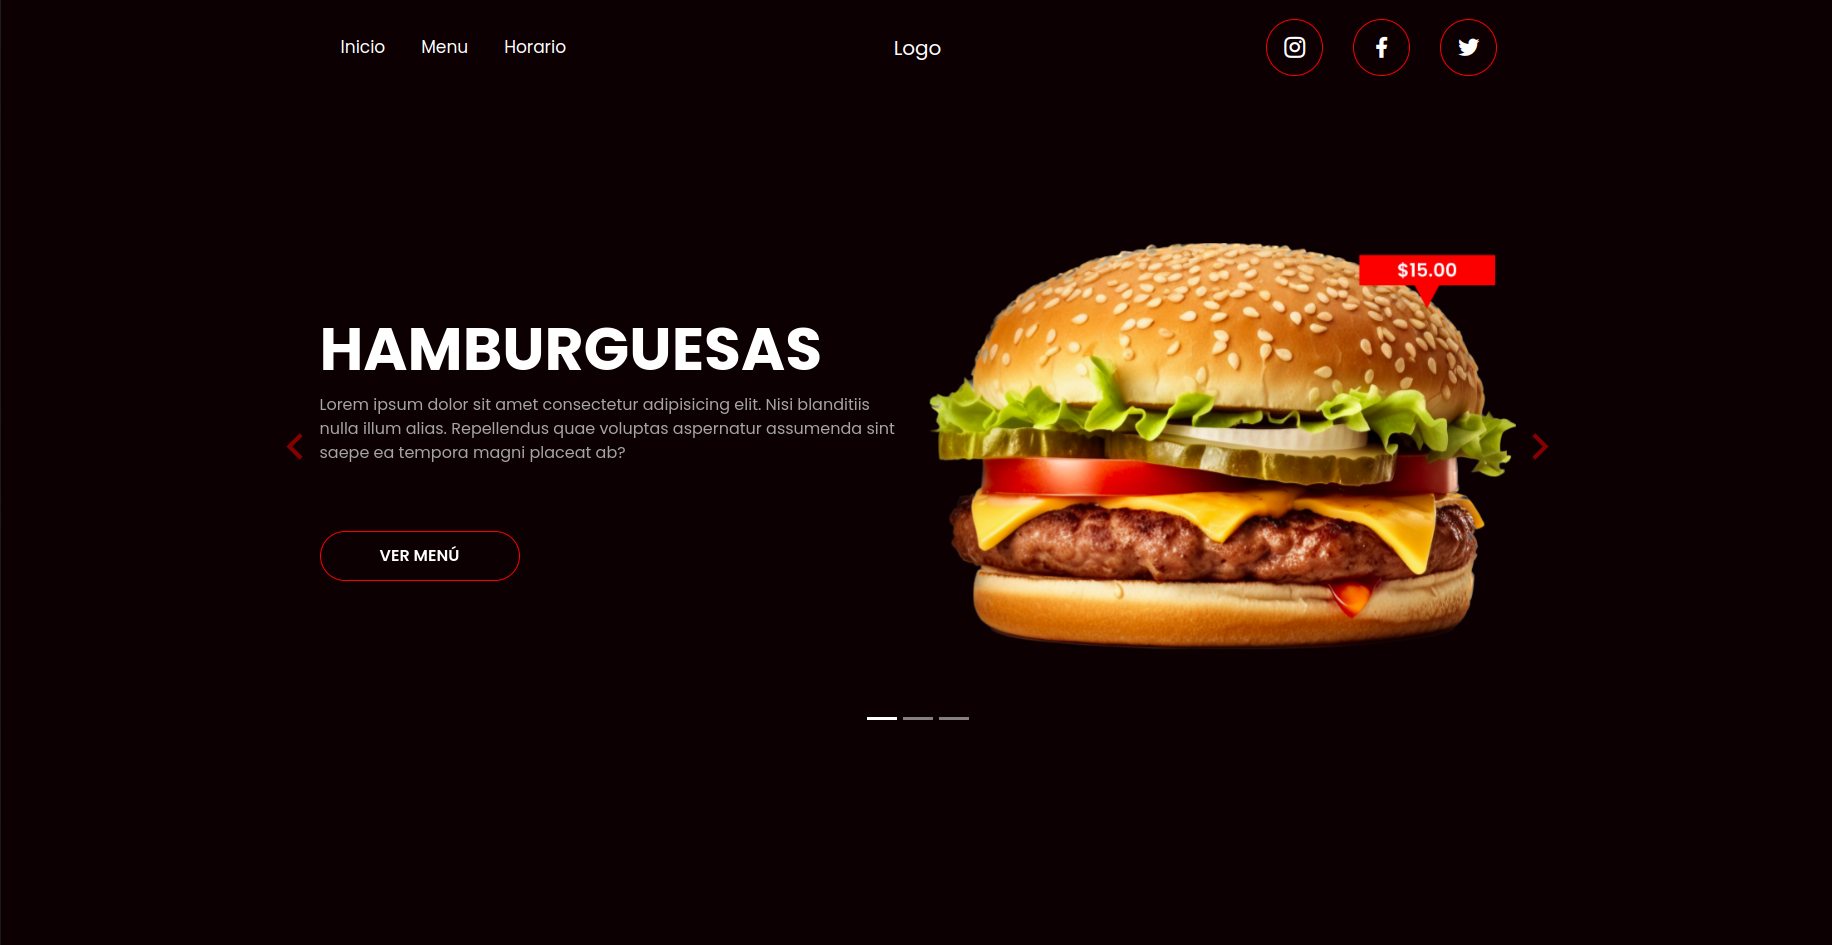 Inicio Menu Horario Logo
$15.00
HAMBURGUESAS
Lorem ipsum dolor sit amet consectetur adipisicing elit. Nisi blanditiis
nulla illum alias. Repellendus quae voluptas aspernatur assumenda sint
saepe ea tempora magni placeat ab?
VER MENÚ